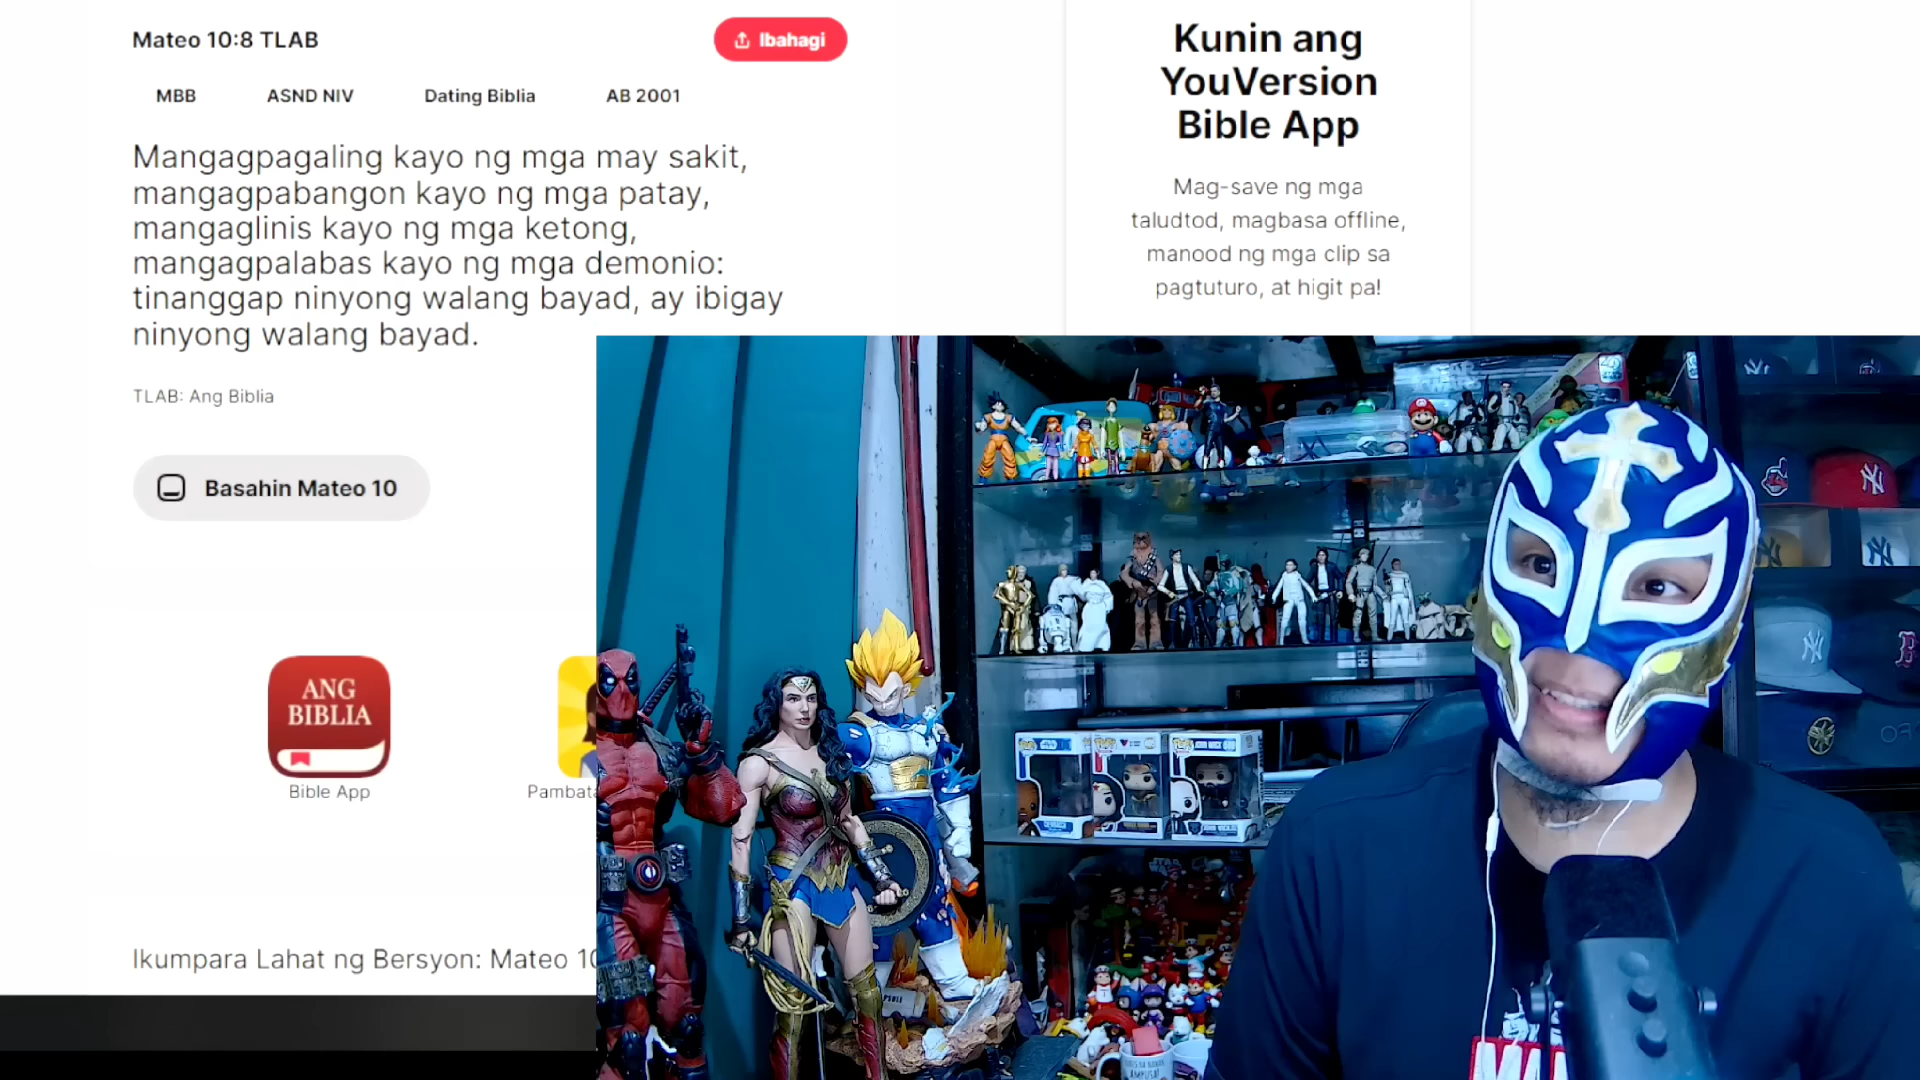 Mateo 10:8 TLAB
Ibahagi
MBB
ASND NIV
Dating Biblia
AB 2001
Mangagpagaling kayo ng mga may sakit,
mangagpabangon kayo ng mga patay,
mangaglinis kayo ng mga ketong,
mangagpalabas kayo ng mga demonio:
tinanggap ninyong walang bayad, ay ibigay
ninyong walang bayad.
TLAB: Ang Biblia
Basahin Mateo 10
ANG
BIBLIA
Bible App
Ikumpara Lahat ng Bersyon: Mateo
Kunin ang
YouVersion
Bible App
Mag-save ng mga
taludtod, magbasa offline,
manood ng mga clip sa
pagtuturo, at higit pa!